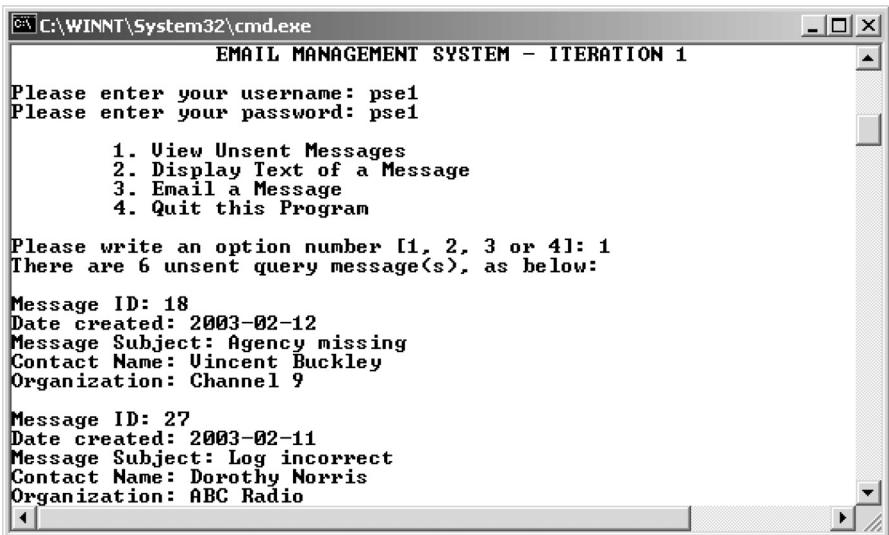 C:\WINNT\System32\cmd.exe
EMAIL MANAGEMENT SYSTEM - ITERATION 1
Please enter your username: pse1
Please enter your password: pse1
1. View Unsent Messages
2. Display Text of a Message
3. Email a Message
4. Quit this Program
Please write an option number [1, 2, 3 or 4]: 1
There are 6 unsent query message(s), as below:
Message ID: 18
Date created: 2003-02-12
Message Subject: Agency missing
Contact Name: Vincent Buckley
Organization: Channel 9
Message ID: 27
Date created: 2003-02-11
Message Subject: Log incorrect
Contact Name: Dorothy Norris
Organization: ABC Radio